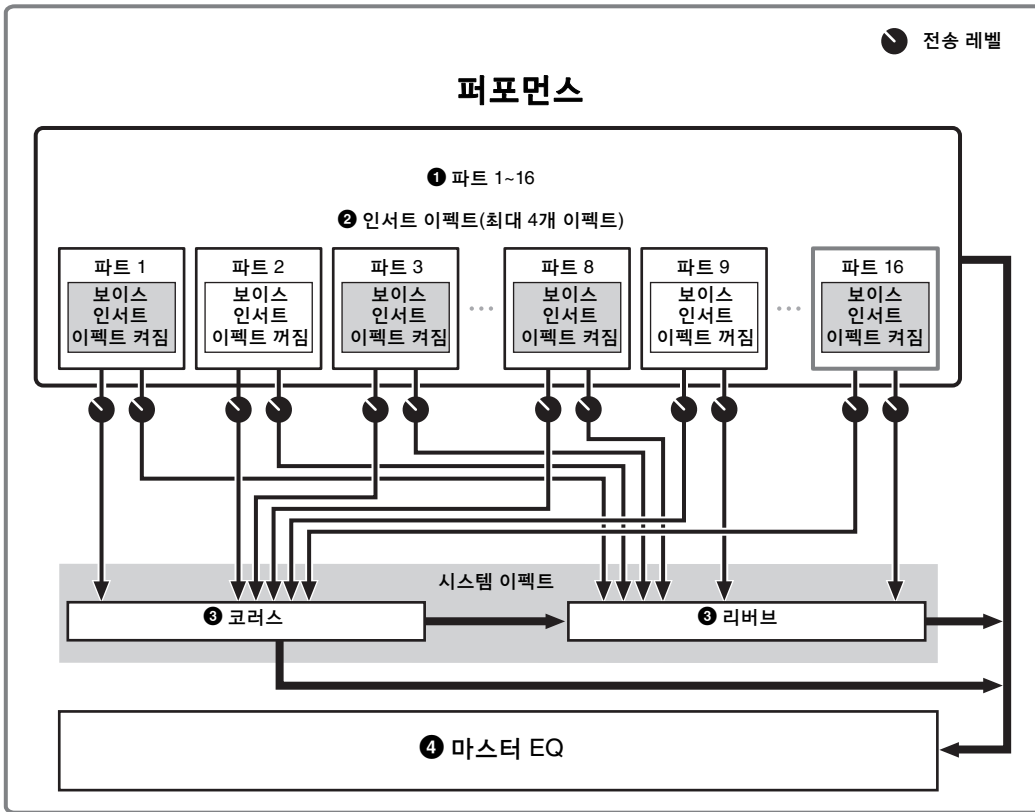 전송 레벨
퍼포먼스
❶ 파트 1~16
❷ 인서트 이펙트(최대 4개 이펙트)
파트 1
보이스
인서트
이펙트 켜짐
파트 2
보이스
인서트
이펙트 꺼짐
파트 3
보이스
인서트
이펙트 켜짐
...
파트 8
보이스
인서트
이펙트 켜짐
파트 9
보이스
인서트
이펙트 꺼짐
...
파트 16
보이스
인서트
이펙트 켜짐
시스템 이펙트
❸ 코러스
❸ 리버브
❹ 마스터 EQ